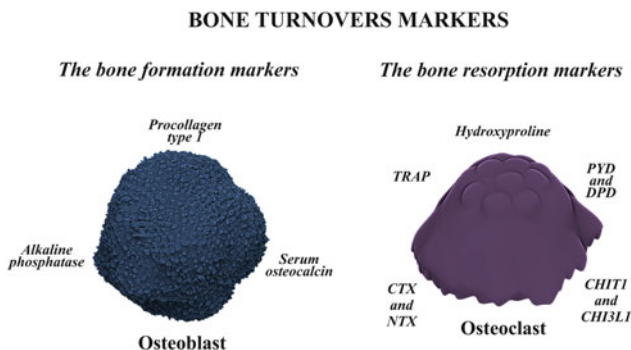 BONE TURNOVERS MARKERS
The bone formation markers
Procollagen
type 1
Alkaline
phosphatase
Serum
osteocalcin
Osteoblast
The bone resorption markers
Hydroxyproline
TRAP
PYD
and
DPD
CTX
and
NTX
CHIT1
and
CHI3L1
Osteoclast